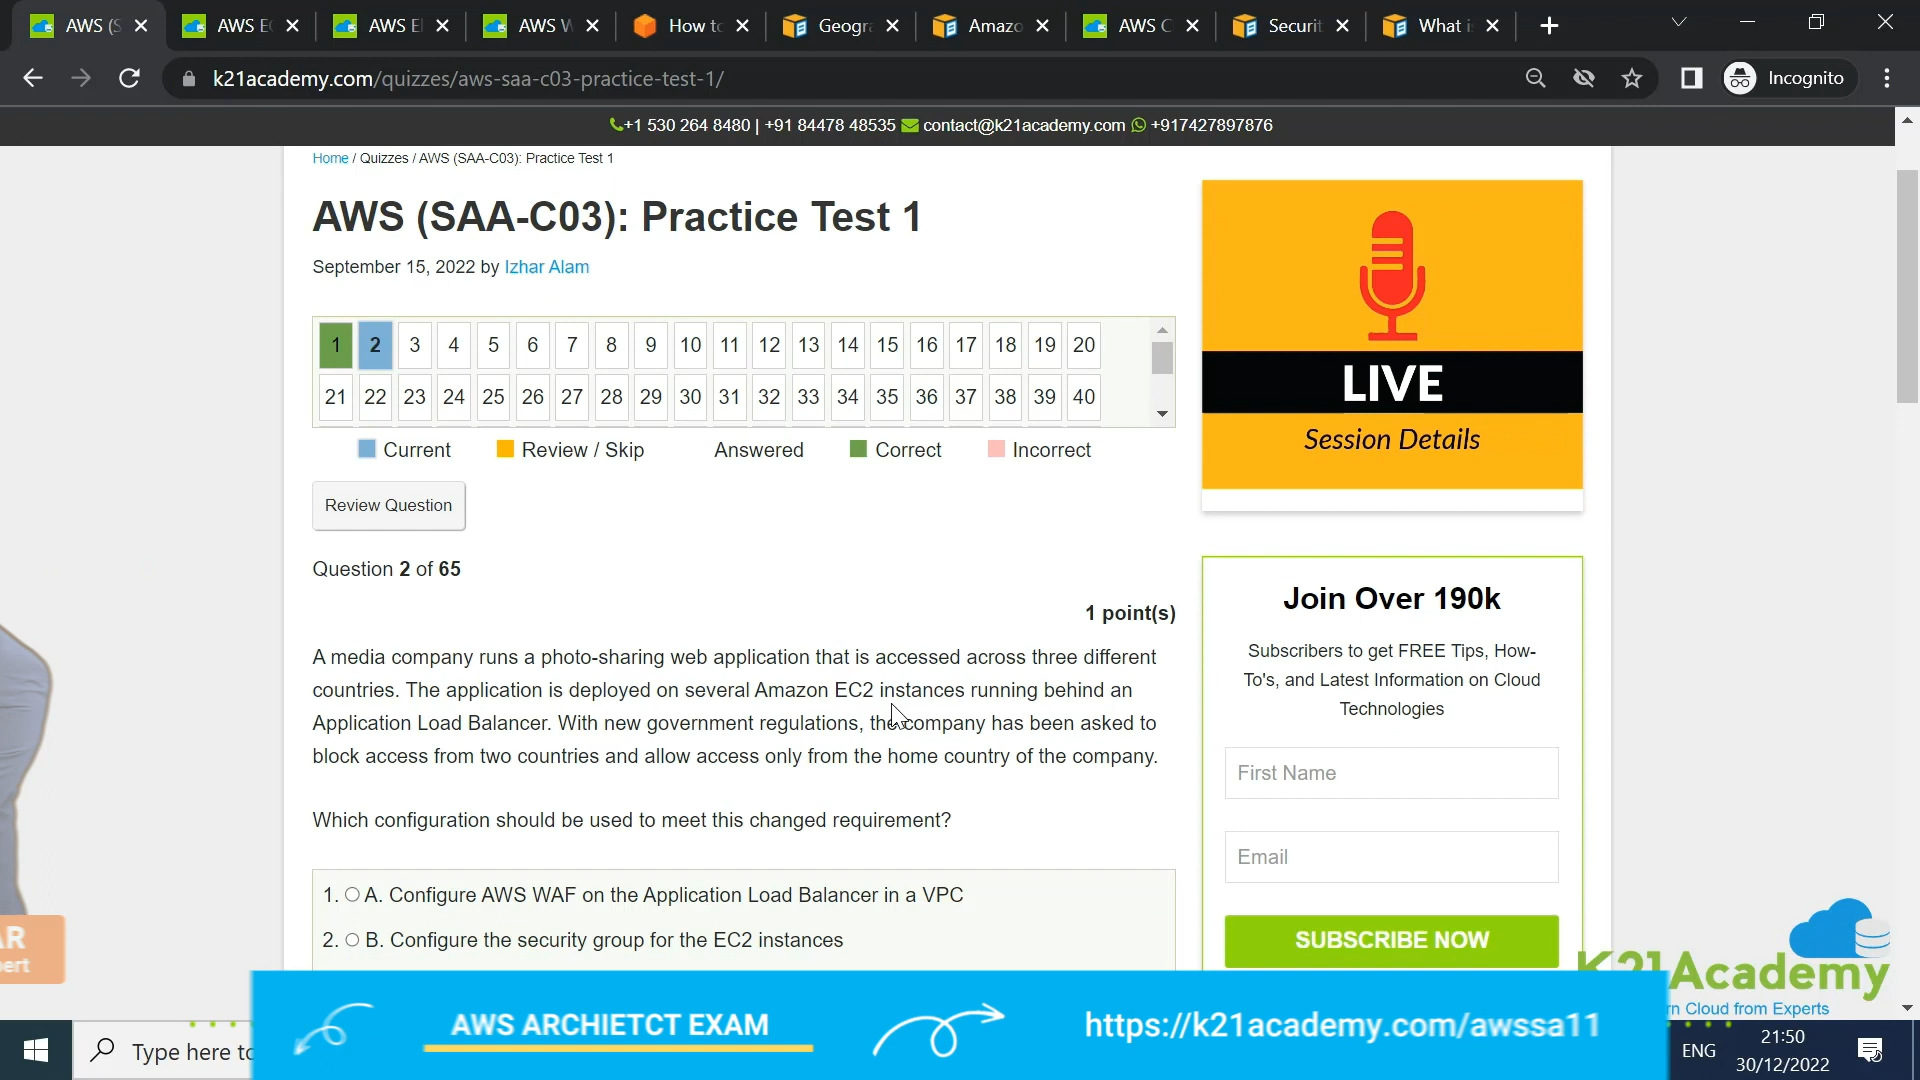 AWS (S
AWS E
AWS El
AWS W
How to
Geogra
Amazo
AWS C
Securit
What i
k21academy.com/quizzes/aws-saa-c03-practice-test-1/
Incognito
+1 530 264 8480 | +91 84478 48535 contact@k21academy.com +917427897876
Home / Quizzes / AWS (SAA-C03): Practice Test 1
AWS (SAA-C03): Practice Test 1
September 15, 2022 by Izhar Alam
1 2 3 4 5 6 7 8 9 10 11 12 13 14 15 16 17 18 19 20
21 22 23 24 25 26 27 28 29 30 31 32 33 34 35 36 37 38 39 40
Current Review / Skip Answered Correct Incorrect
Review Question
Question 2 of 65
1 point(s)
A media company runs a photo-sharing web application that is accessed across three different
countries. The application is deployed on several Amazon EC2 instances running behind an
Application Load Balancer. With new government regulations, the company has been asked to
block access from two countries and allow access only from the home country of the company.
Which configuration should be used to meet this changed requirement?
1. A. Configure AWS WAF on the Application Load Balancer in a VPC
2. B. Configure the security group for the EC2 instances
LIVE
Session Details
Join Over 190k
Subscribers to get FREE Tips, How-
To's, and Latest Information on Cloud
Technologies
First Name
Email
SUBSCRIBE NOW
K21Academy
rn Cloud from Experts
AR
ert
AWS ARCHIETCT EXAM
https://k21academy.com/awssa11
Type here to
ENG
21:50
30/12/2022